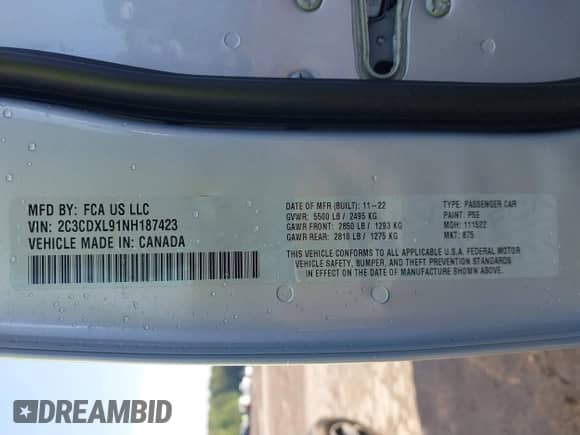 MFD BY: FCA US LLC
VIN: 2C3CDXL91NH187423
VEHICLE MADE IN: CANADA
DATE OF MFR (BUILT): 11-22
GVWR: 5500 LB / 2495 KG
GAWR FRONT: 2850 LB / 1293 KG
GAWR REAR: 2810 LB / 1275 KG
TYPE: PASSENGER CAR
PAINT: PSE
MDH: 111522
MKT: 875
THIS VEHICLE CONFORMS TO ALL APPLICABLE U.S.A. FEDERAL MOTOR
VEHICLE SAFETY, BUMPER, AND THEFT PREVENTION STANDARDS
IN EFFECT ON THE DATE OF MANUFACTURE SHOWN ABOVE.
DREAMBID